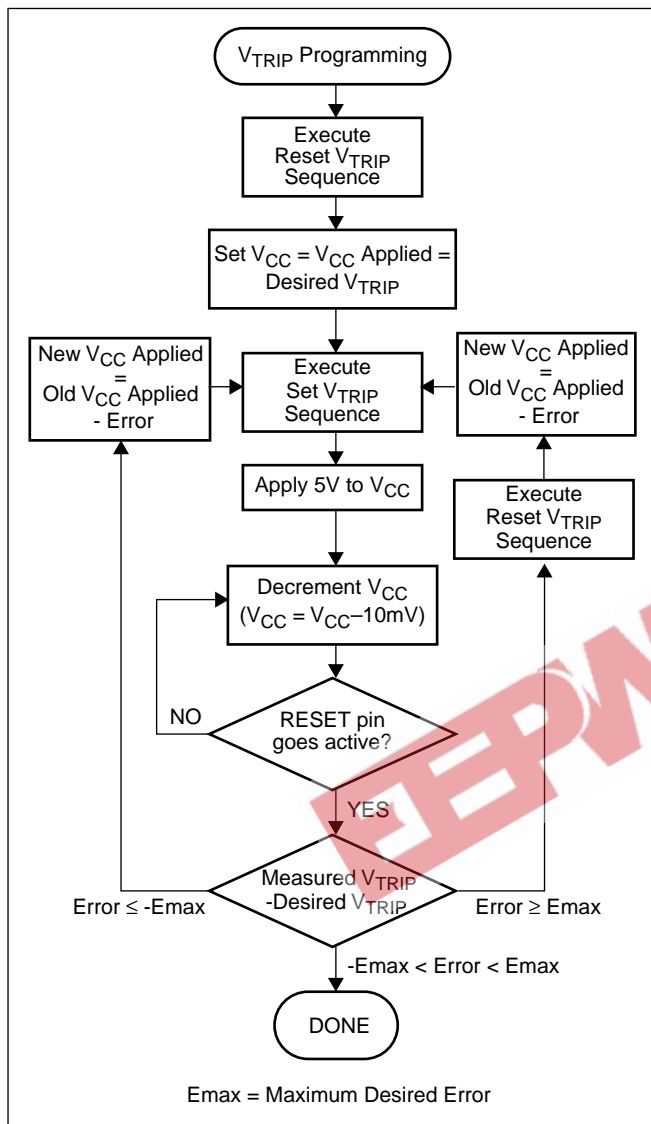 VTRIP Programming
Execute
Reset VTRIP
Sequence
Set VCC = VCC Applied =
Desired VTRIP
New VCC Applied
=
Old VCC Applied
- Error
Execute
Set VTRIP
Sequence
New VCC Applied
=
Old VCC Applied
- Error
Apply 5V to VCC
Execute
Reset VTRIP
Sequence
Decrement VCC
(VCC = VCC–10mV)
NO
RESET pin
goes active?
YES
Measured VTRIP
-Desired VTRIP
Error ≤ -Emax
Error ≥ Emax
-Emax < Error < Emax
DONE
Emax = Maximum Desired Error
EEPW